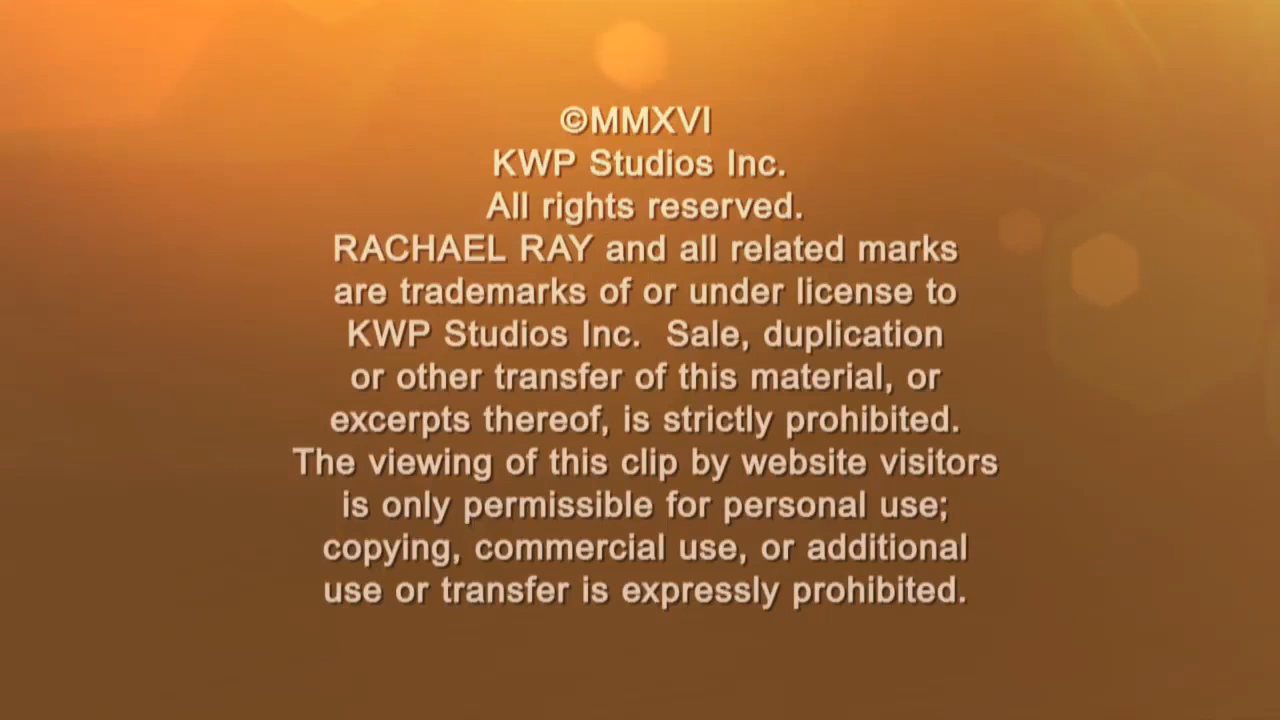 ©MMXVI
KWP Studios Inc.
All rights reserved.
RACHAEL RAY and all related marks
are trademarks of or under license to
KWP Studios Inc.  Sale, duplication
or other transfer of this material, or
excerpts thereof, is strictly prohibited.
The viewing of this clip by website visitors
is only permissible for personal use;
copying, commercial use, or additional
use or transfer is expressly prohibited.